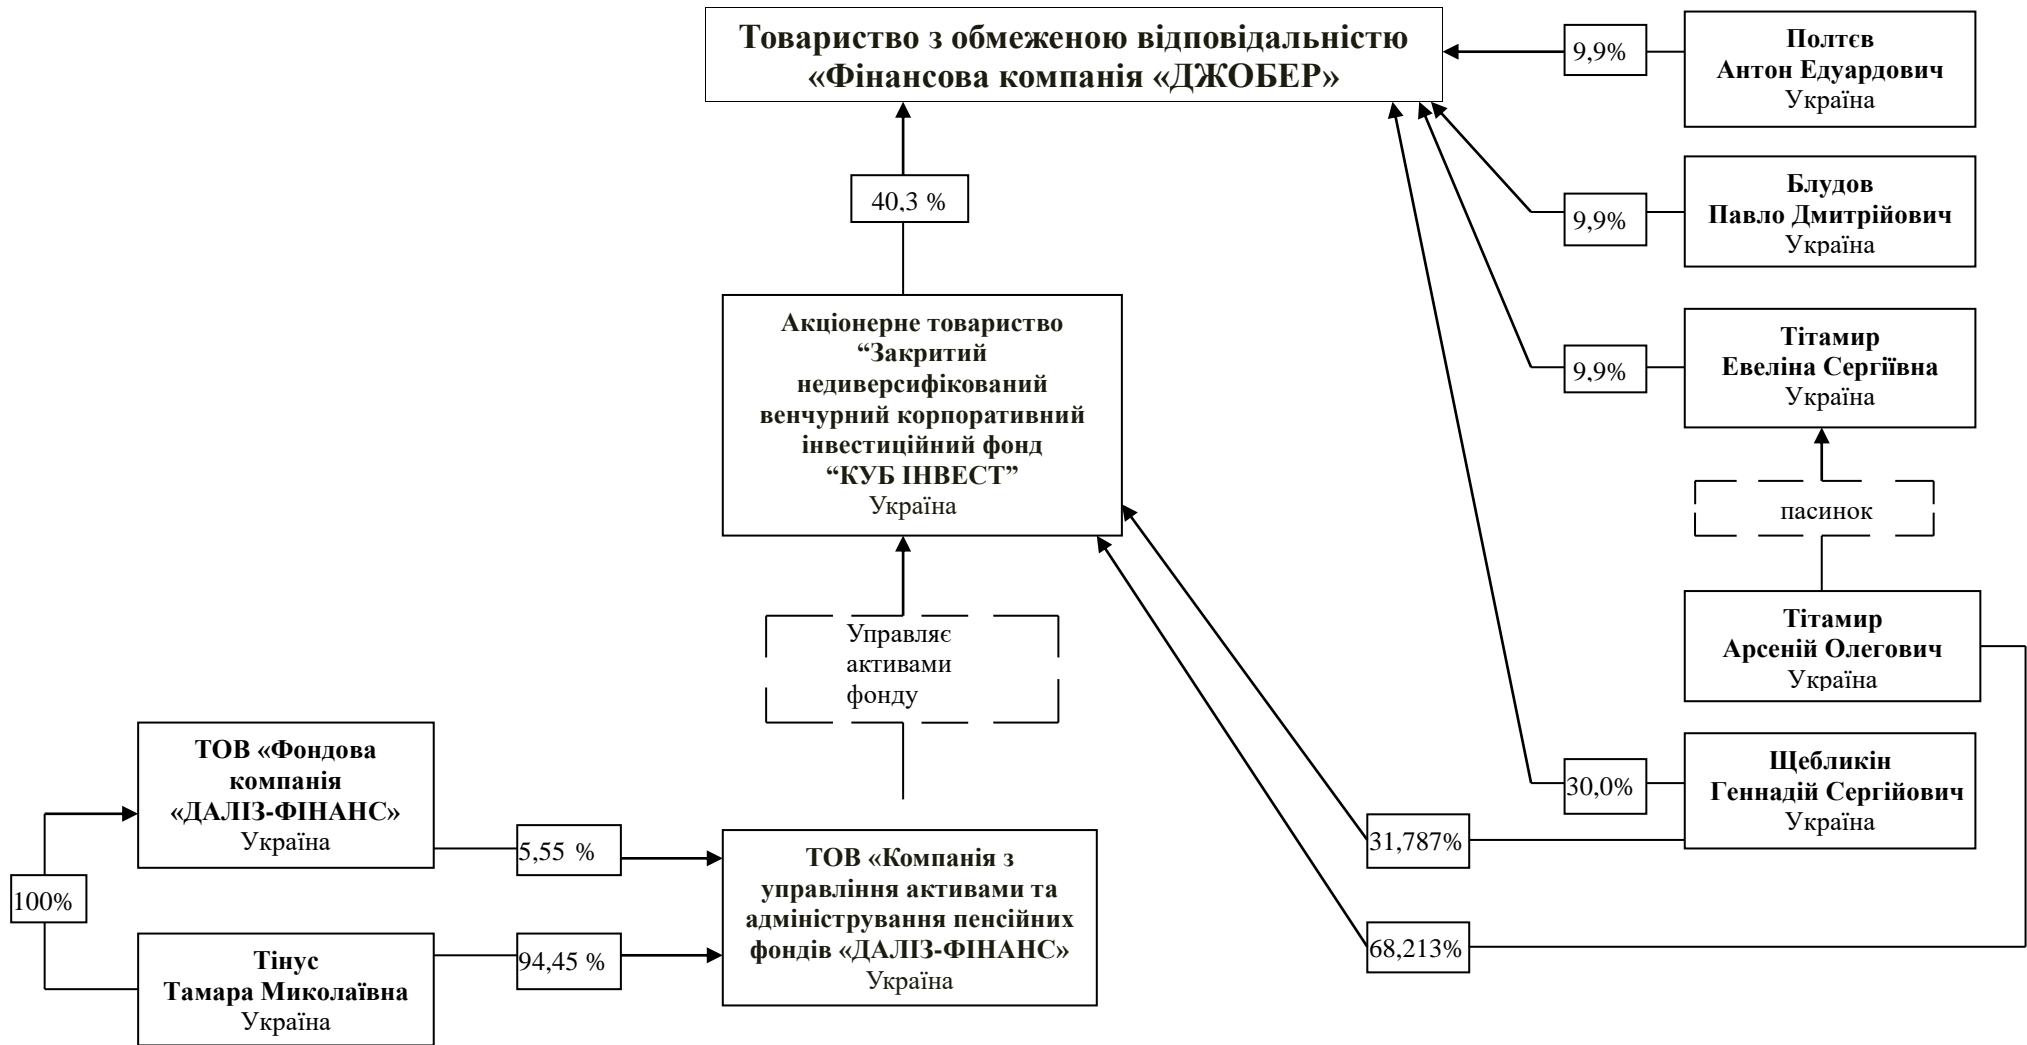 Товариство з обмеженою відповідальністю
«Фінансова компанія «ДЖОБЕР»
9,9%
Полтєв
Антон Едуардович
Україна
40,3 %
9,9%
Блудов
Павло Дмитрійович
Україна
Акціонерне товариство
“Закритий
недиверсифікований
венчурний корпоративний
інвестиційний фонд
“КУБ ІНВЕСТ”
Україна
9,9%
Тітамир
Евеліна Сергіївна
Україна
пасинок
Управляє
активами
фонду
Тітамир
Арсеній Олегович
Україна
ТОВ «Фондова
компанія
«ДАЛІЗ-ФІНАНС»
Україна
30,0%
Щебликін
Геннадій Сергійович
Україна
5,55 %
31,787%
100%
ТОВ «Компанія з
управління активами та
адміністрування пенсійних
фондів «ДАЛІЗ-ФІНАНС»
Україна
94,45 %
68,213%
Тінус
Тамара Миколаївна
Україна